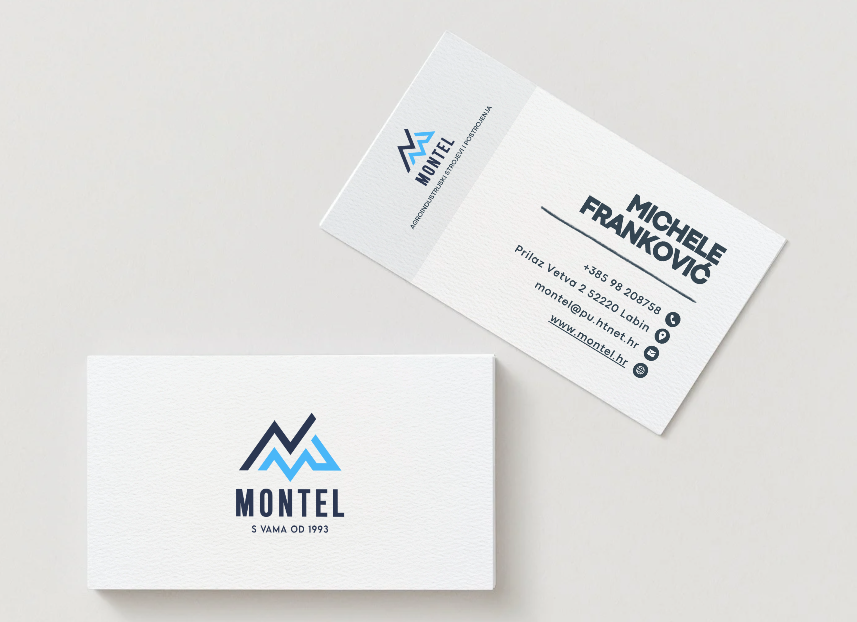 MONTEL
AGROINDUSTRIJSKI STROJEVI I POSTROJENJA
MICHELE
FRANKOVIĆ
+385 98 208758
Prilaz Vetva 2 52220 Labin
montel@pu.htnet.hr
www.montel.hr
MONTEL
S VAMA OD 1993